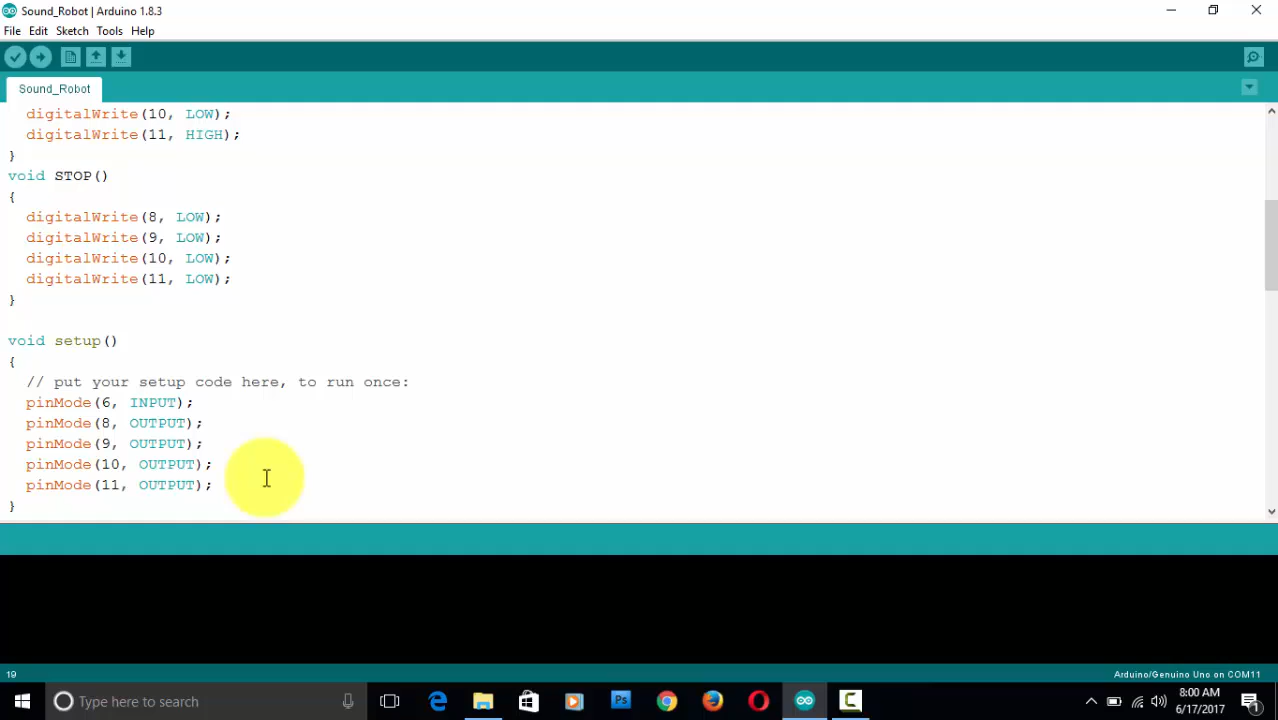 Sound_Robot | Arduino 1.8.3
File Edit Sketch Tools Help
Sound_Robot
digitalWrite(10, LOW);
digitalWrite(11, HIGH);
}
void STOP()
{
digitalWrite(8, LOW);
digitalWrite(9, LOW);
digitalWrite(10, LOW);
digitalWrite(11, LOW);
}
void setup()
{
// put your setup code here, to run once:
pinMode(6, INPUT);
pinMode(8, OUTPUT);
pinMode(9, OUTPUT);
pinMode(10, OUTPUT);
pinMode(11, OUTPUT);
}
19
Arduino/Genuino Uno on COM11
Type here to search
Ps
8:00 AM
6/17/2017
1